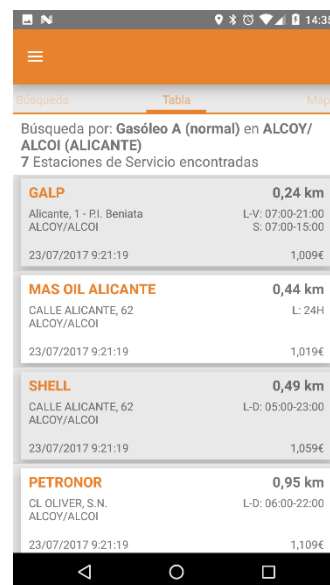 14:35
Búsqueda Tabla Map
Búsqueda por: Gasóleo A (normal) en ALCOY/
ALCOI (ALICANTE)
7 Estaciones de Servicio encontradas
GALP 0,24 km
Alicante, 1 - P.I. Beniata L-V: 07:00-21:00
ALCOY/ALCOI S: 07:00-15:00
23/07/2017 9:21:19 1,009€
MAS OIL ALICANTE 0,44 km
CALLE ALICANTE, 62 L: 24H
ALCOY/ALCOI
23/07/2017 9:21:19 1,019€
SHELL 0,49 km
CALLE ALICANTE, 62 L-D: 05:00-23:00
ALCOY/ALCOI
23/07/2017 9:21:19 1,059€
PETRONOR 0,95 km
CL OLIVER, S.N. L-D: 06:00-22:00
ALCOY/ALCOI
23/07/2017 9:21:19 1,109€